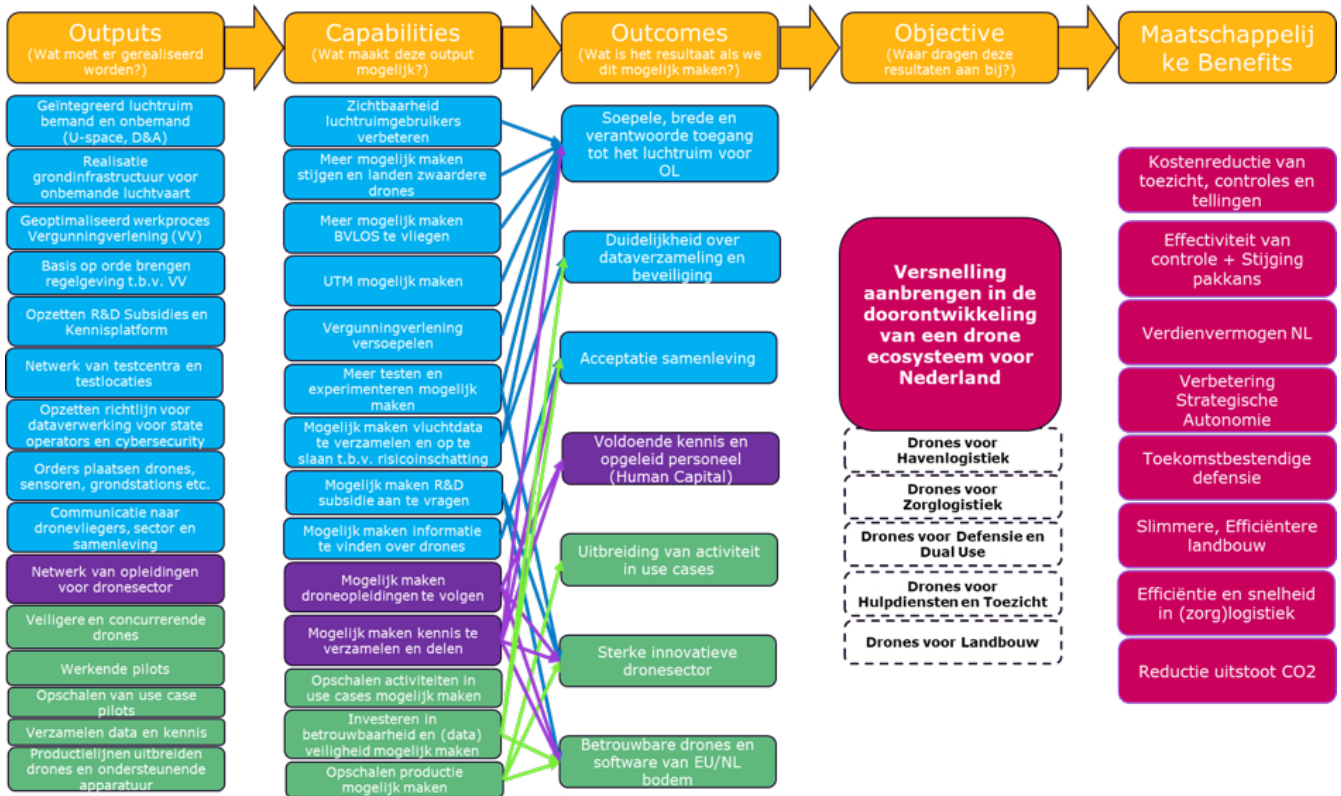 Outputs
(Wat moet er gerealiseerd
worden?)
Capabilities
(Wat maakt deze output
mogelijk?)
Outcomes
(Wat is het resultaat als we
dit mogelijk maken?)
Objective
(Waar dragen deze
resultaten aan bij?)
Maatschappelij
ke Benefits
Geïntegreerd luchtruim
bemand en onbemand
(U-space, D&A)
Realisatie
grondinfrastructuur voor
onbemande luchtvaart
Geoptimaliseerd werkproces
Vergunningverlening (VV)
Basis op orde brengen
regelgeving t.b.v. VV
Opzetten R&D Subsidies en
Kennisplatform
Netwerk van testcentra en
testlocaties
Opzetten richtlijn voor
dataverwerking voor state
operators en cybersecurity
Orders plaatsen drones,
sensoren, grondstations etc.
Communicatie naar
dronevliegers, sector en
samenleving
Netwerk van opleidingen
voor dronesector
Veiligere en concurrerende
drones
Werkende pilots
Opschalen van use case
pilots
Verzamelen data en kennis
Productielijnen uitbreiden
drones en ondersteunende
apparatuur
Zichtbaarheid
luchtruimgebruikers
verbeteren
Meer mogelijk maken
stijgen en landen zwaardere
drones
Meer mogelijk maken
BVLOS te vliegen
UTM mogelijk maken
Vergunningverlening
versoepelen
Meer testen en
experimenteren mogelijk
maken
Mogelijk maken vluchtdata
te verzamelen en op te
slaan t.b.v. risicoinschatting
Mogelijk maken R&D
subsidie aan te vragen
Mogelijk maken informatie
te vinden over drones
Mogelijk maken
droneopleidingen te volgen
Mogelijk maken kennis te
verzamelen en delen
Opschalen activiteiten in
use cases mogelijk maken
Investeren in
betrouwbaarheid en (data)
veiligheid mogelijk maken
Opschalen productie
mogelijk maken
Soepele, brede en
verantwoorde toegang
tot het luchtruim voor
OL
Duidelijkheid over
dataverzameling en
beveiliging
Acceptatie samenleving
Voldoende kennis en
opgeleid personeel
(Human Capital)
Uitbreiding van activiteit
in use cases
Sterke innovatieve
dronesector
Betrouwbare drones en
software van EU/NL
bodem
Versnelling
aanbrengen in de
doorontwikkeling
van een drone
ecosysteem voor
Nederland
Drones voor
Havenlogistiek
Drones voor
Zorglogistiek
Drones voor Defensie en
Dual Use
Drones voor
Hulpdiensten en Toezicht
Drones voor Landbouw
Kostenreductie van
toezicht, controles en
tellingen
Effectiviteit van
controle + Stijging
pakkans
Verdienvermogen NL
Verbetering
Strategische
Autonomie
Toekomstbestendige
defensie
Slimmere, Efficiëntere
landbouw
Efficiëntie en snelheid
in (zorg)logistiek
Reductie uitstoot CO2